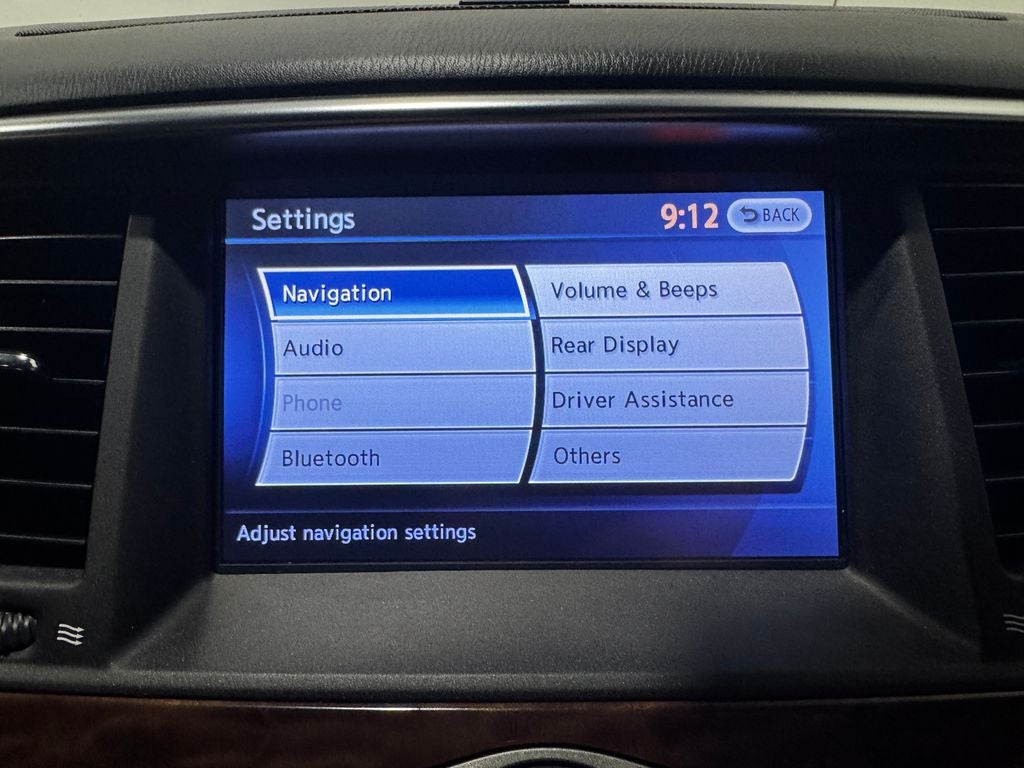 Settings
9:12
BACK
Navigation
Volume & Beeps
Audio
Rear Display
Phone
Driver Assistance
Bluetooth
Others
Adjust navigation settings